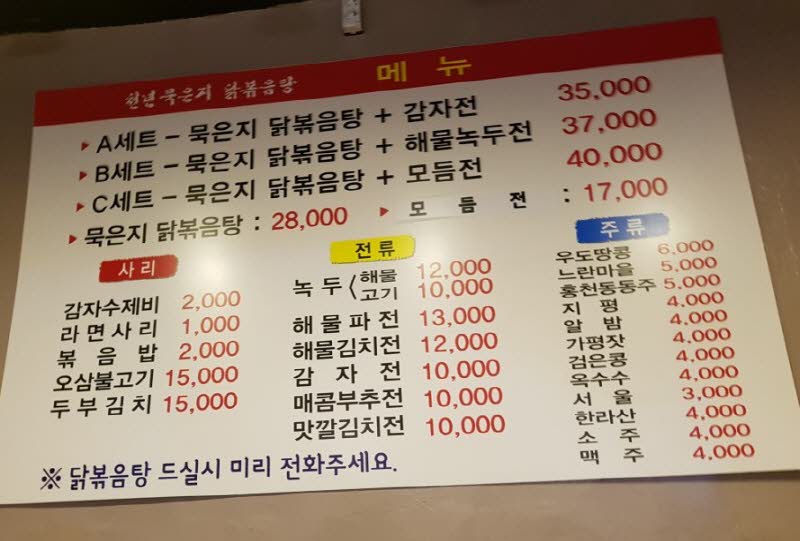 천년묵은지 닭볶음탕 메뉴
▶ A세트 – 묵은지 닭볶음탕 + 감자전 35,000
▶ B세트 – 묵은지 닭볶음탕 + 해물녹두전 37,000
▶ C세트 – 묵은지 닭볶음탕 + 모듬전 40,000
▶ 묵은지 닭볶음탕 : 28,000 ▶ 모듬전 : 17,000
사리
감자수제비 2,000
라면사리 1,000
볶음밥 2,000
오삼불고기 15,000
두부김치 15,000
전류
녹두 〈 해물 12,000
고기 10,000
해물파전 13,000
해물김치전 12,000
감자전 10,000
매콤부추전 10,000
맛깔김치전 10,000
주류
우도땅콩 6,000
느린마을 5,000
홍천동동주 5,000
지평 4,000
알밤 4,000
가평잣 4,000
검은콩 4,000
옥수수 4,000
서울 3,000
한라산 4,000
소주 4,000
맥주 4,000
※ 닭볶음탕 드실시 미리 전화주세요.